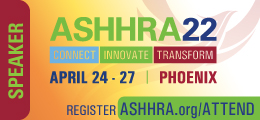 SPEAKER
ASHHRA22
CONNECT INNOVATE TRANSFORM
APRIL 24 - 27 | PHOENIX
REGISTER ASHHRA.org/ATTEND